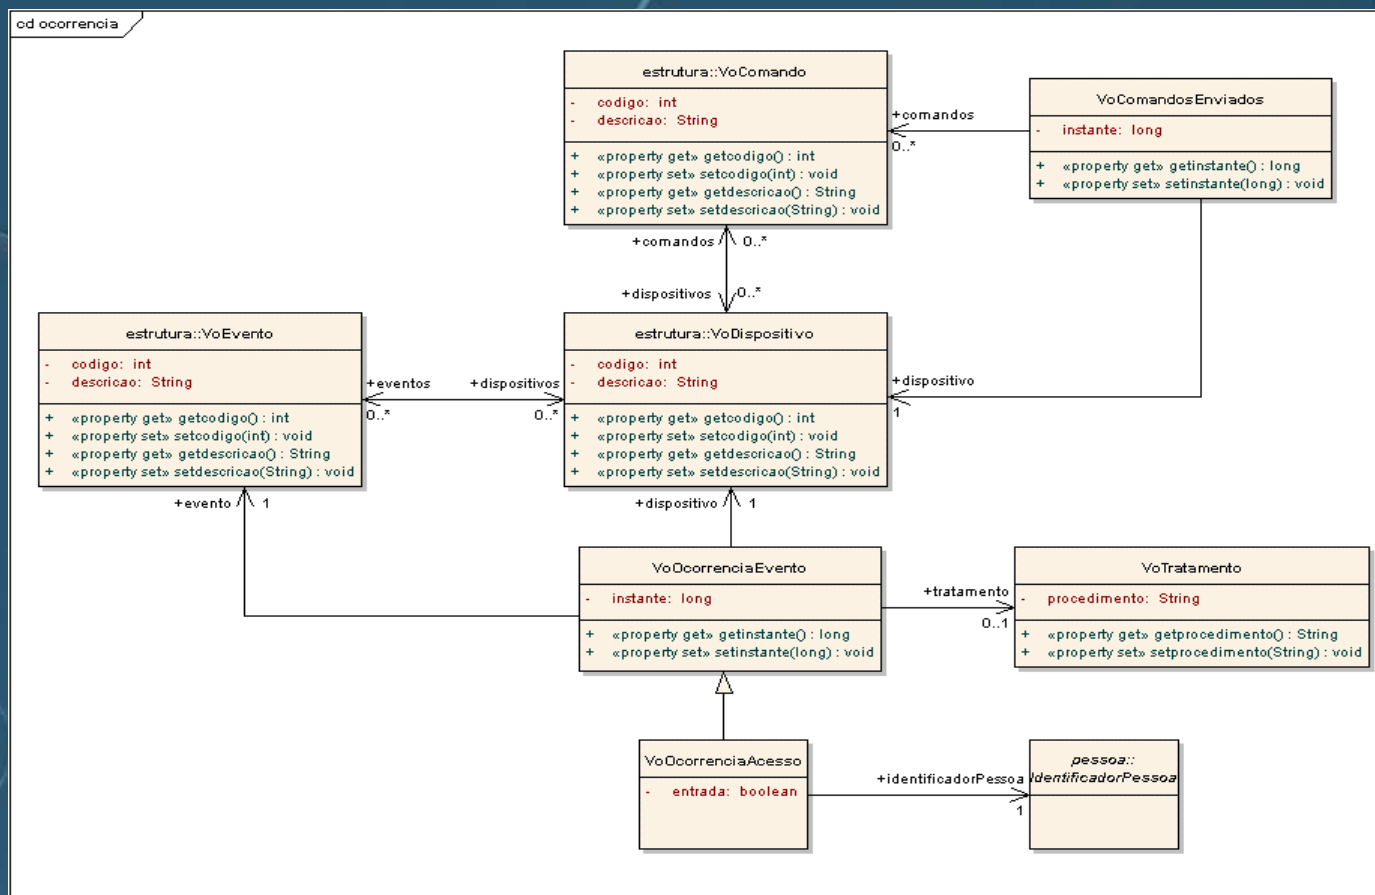 cd ocorrencia
estrutura::VoComando
- codigo: int
- descricao: String
+ «property get» getcodigo() : int
+ «property set» setcodigo(int) : void
+ «property get» getdescricao() : String
+ «property set» setdescricao(String) : void
VoComandosEnviados
- instante: long
+ «property get» getinstante() : long
+ «property set» setinstante(long) : void
+comandos
0..*
+comandos 0..*
+dispositivos 0..*
estrutura::VoEvento
- codigo: int
- descricao: String
+ «property get» getcodigo() : int
+ «property set» setcodigo(int) : void
+ «property get» getdescricao() : String
+ «property set» setdescricao(String) : void
+eventos +dispositivos
0..* 0..*
estrutura::VoDispositivo
- codigo: int
- descricao: String
+ «property get» getcodigo() : int
+ «property set» setcodigo(int) : void
+ «property get» getdescricao() : String
+ «property set» setdescricao(String) : void
+dispositivo
1
+evento 1
+dispositivo 1
VoOcorrenciaEvento
- instante: long
+ «property get» getinstante() : long
+ «property set» setinstante(long) : void
+tratamento
0..1
VoTratamento
- procedimento: String
+ «property get» getprocedimento() : String
+ «property set» setprocedimento(String) : void
VoOcorrenciaAcesso
- entrada: boolean
+identificadorPessoa
1
pessoa::
IdentificadorPessoa